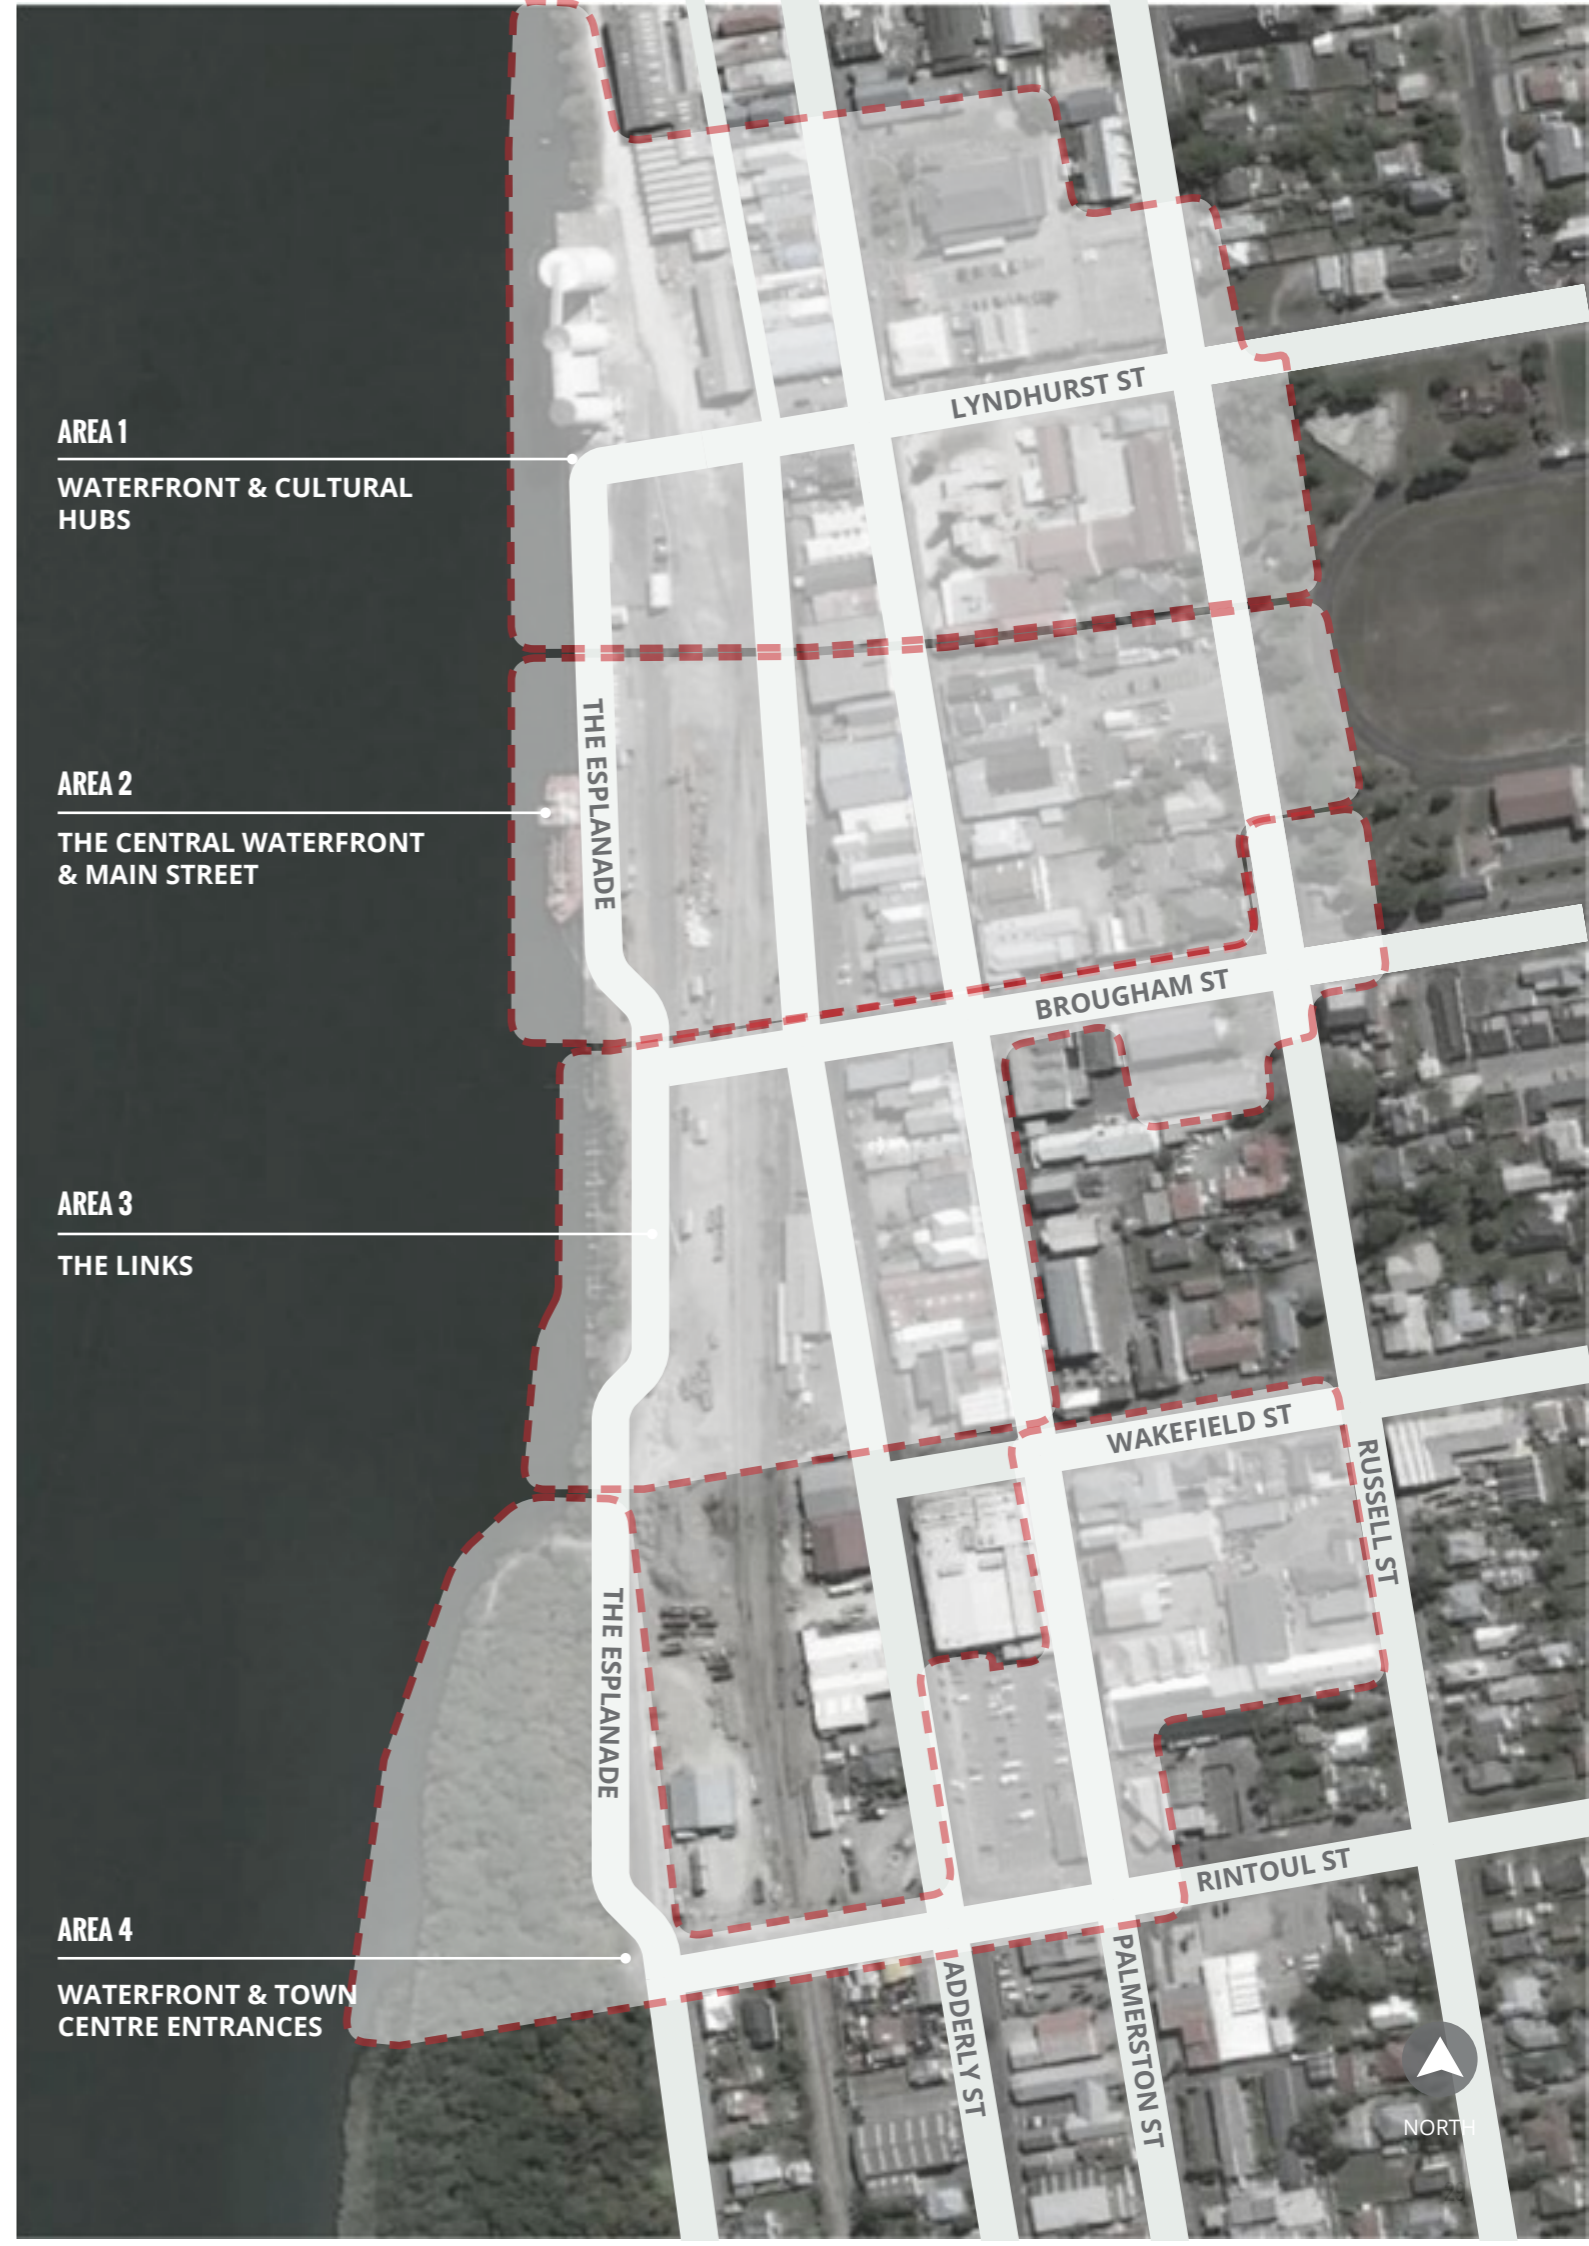 LYNDHURST ST
AREA 1
WATERFRONT & CULTURAL
HUBS
THE ESPLANADE
AREA 2
THE CENTRAL WATERFRONT
& MAIN STREET
BROUGHAM ST
AREA 3
THE LINKS
WAKEFIELD ST
RUSSELL ST
THE ESPLANADE
RINTOUL ST
AREA 4
WATERFRONT & TOWN
CENTRE ENTRANCES
ADDERLY ST
PALMERSTON ST
NORTH